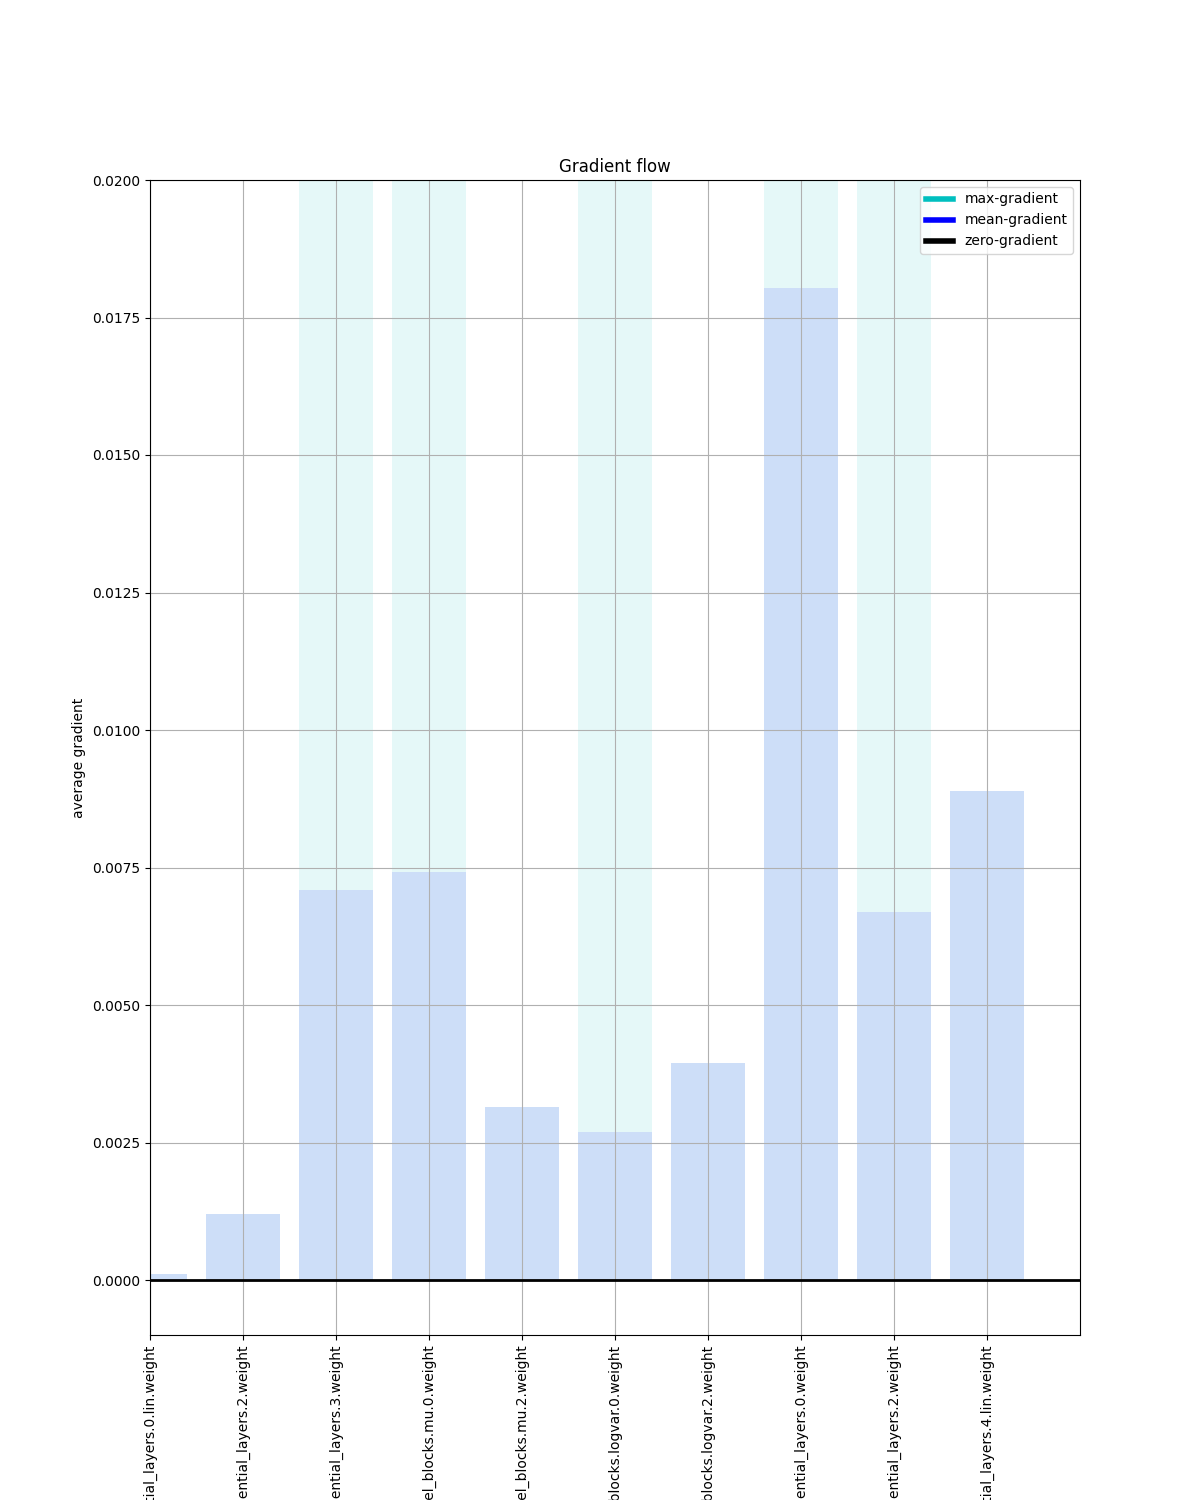 Gradient flow
max-gradient
mean-gradient
zero-gradient
0.0200
0.0175
0.0150
0.0125
0.0100
0.0075
0.0050
0.0025
0.0000
average gradient
tial_layers.0.lin.weight
ential_layers.2.weight
ential_layers.3.weight
el_blocks.mu.0.weight
el_blocks.mu.2.weight
blocks.logvar.0.weight
blocks.logvar.2.weight
ential_layers.0.weight
ential_layers.2.weight
tial_layers.4.lin.weight